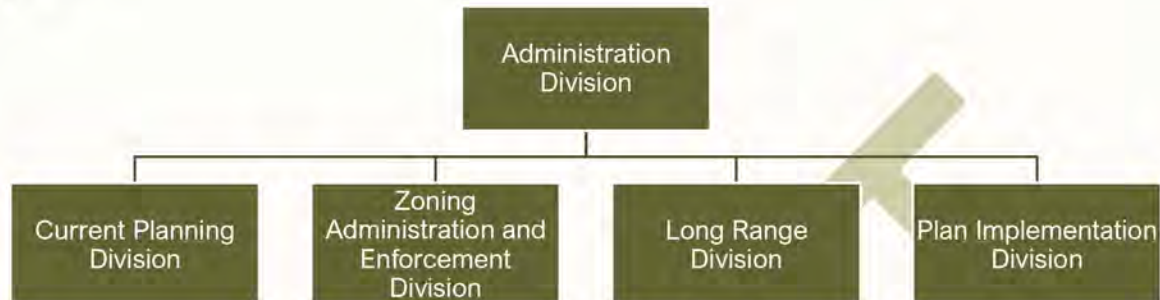 Administration
Division
Current Planning
Division
Zoning
Administration and
Enforcement
Division
Long Range
Division
Plan Implementation
Division